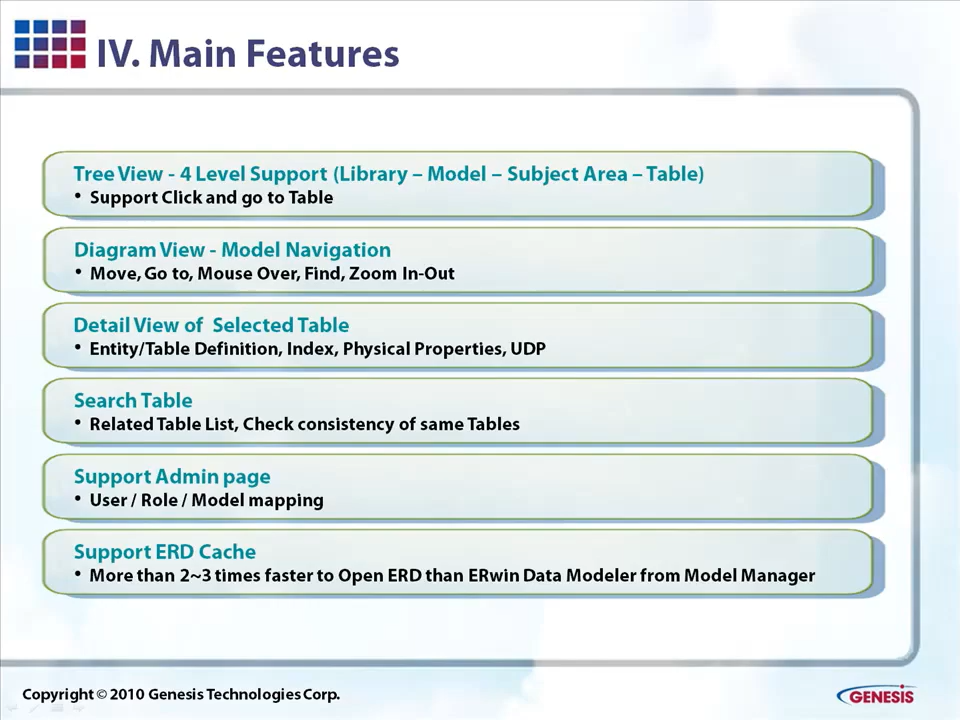 IV. Main Features
Tree View - 4 Level Support (Library – Model – Subject Area – Table)
• Support Click and go to Table
Diagram View - Model Navigation
• Move, Go to, Mouse Over, Find, Zoom In-Out
Detail View of  Selected Table
• Entity/Table Definition, Index, Physical Properties, UDP
Search Table
• Related Table List, Check consistency of same Tables
Support Admin page
• User / Role / Model mapping
Support ERD Cache
• More than 2~3 times faster to Open ERD than ERwin Data Modeler from Model Manager
Copyright © 2010 Genesis Technologies Corp.
GENESIS